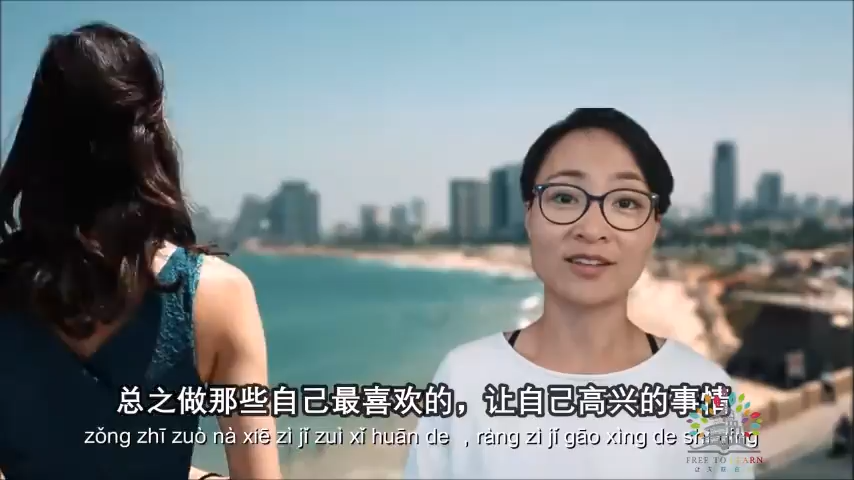 总之做那些自己最喜欢的，让自己高兴的事情
zǒng zhī zuò nà xiē zì jǐ zuì xǐ huān de ，ràng zì jǐ gāo xìng de shì qíng
FREE TO LEARN